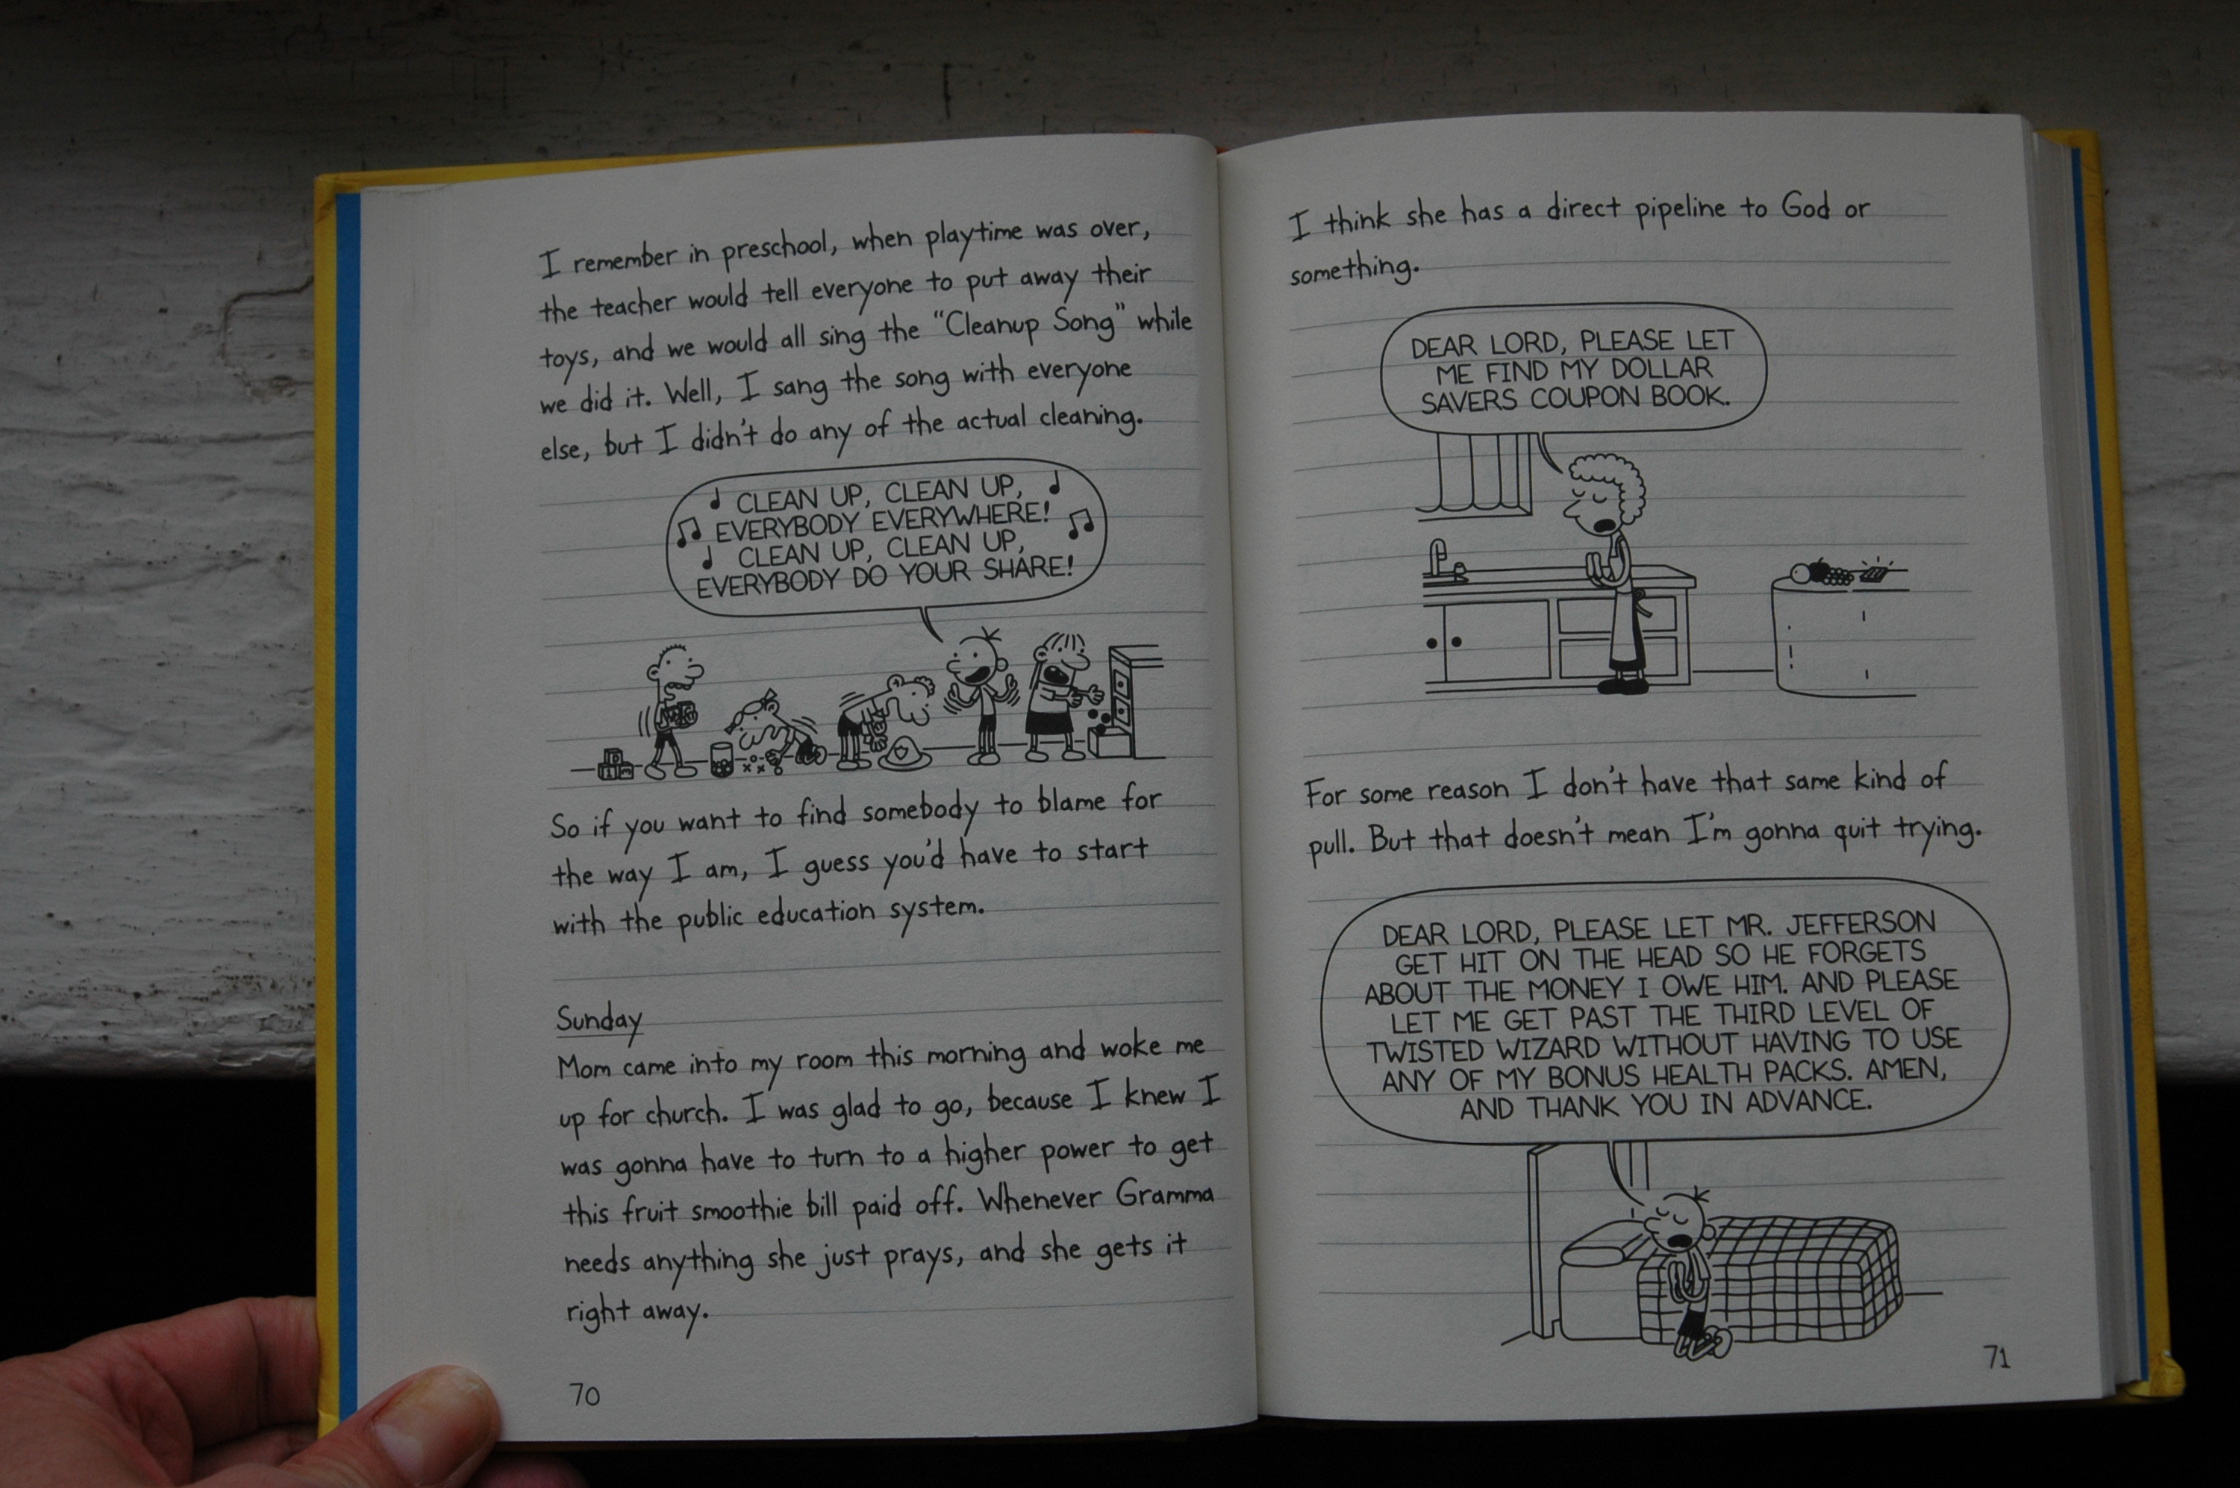 I remember in preschool, when playtime was over,
the teacher would tell everyone to put away their
toys, and we would all sing the "Cleanup Song" while
we did it. Well, I sang the song with everyone
else, but I didn't do any of the actual cleaning.
CLEAN UP, CLEAN UP,
EVERYBODY EVERYWHERE!
CLEAN UP, CLEAN UP,
EVERYBODY DO YOUR SHARE!
So if you want to find somebody to blame for
the way I am, I guess you'd have to start
with the public education system.
Sunday
Mom came into my room this morning and woke me
up for church. I was glad to go, because I knew I
was gonna have to turn to a higher power to get
this fruit smoothie bill paid off. Whenever Gramma
needs anything she just prays, and she gets it
right away.
70
I think she has a direct pipeline to God or
something.
DEAR LORD, PLEASE LET
ME FIND MY DOLLAR
SAVERS COUPON BOOK.
For some reason I don't have that same kind of
pull. But that doesn't mean I'm gonna quit trying.
DEAR LORD, PLEASE LET MR. JEFFERSON
GET HIT ON THE HEAD SO HE FORGETS
ABOUT THE MONEY I OWE HIM. AND PLEASE
LET ME GET PAST THE THIRD LEVEL OF
TWISTED WIZARD WITHOUT HAVING TO USE
ANY OF MY BONUS HEALTH PACKS. AMEN,
AND THANK YOU IN ADVANCE.
71